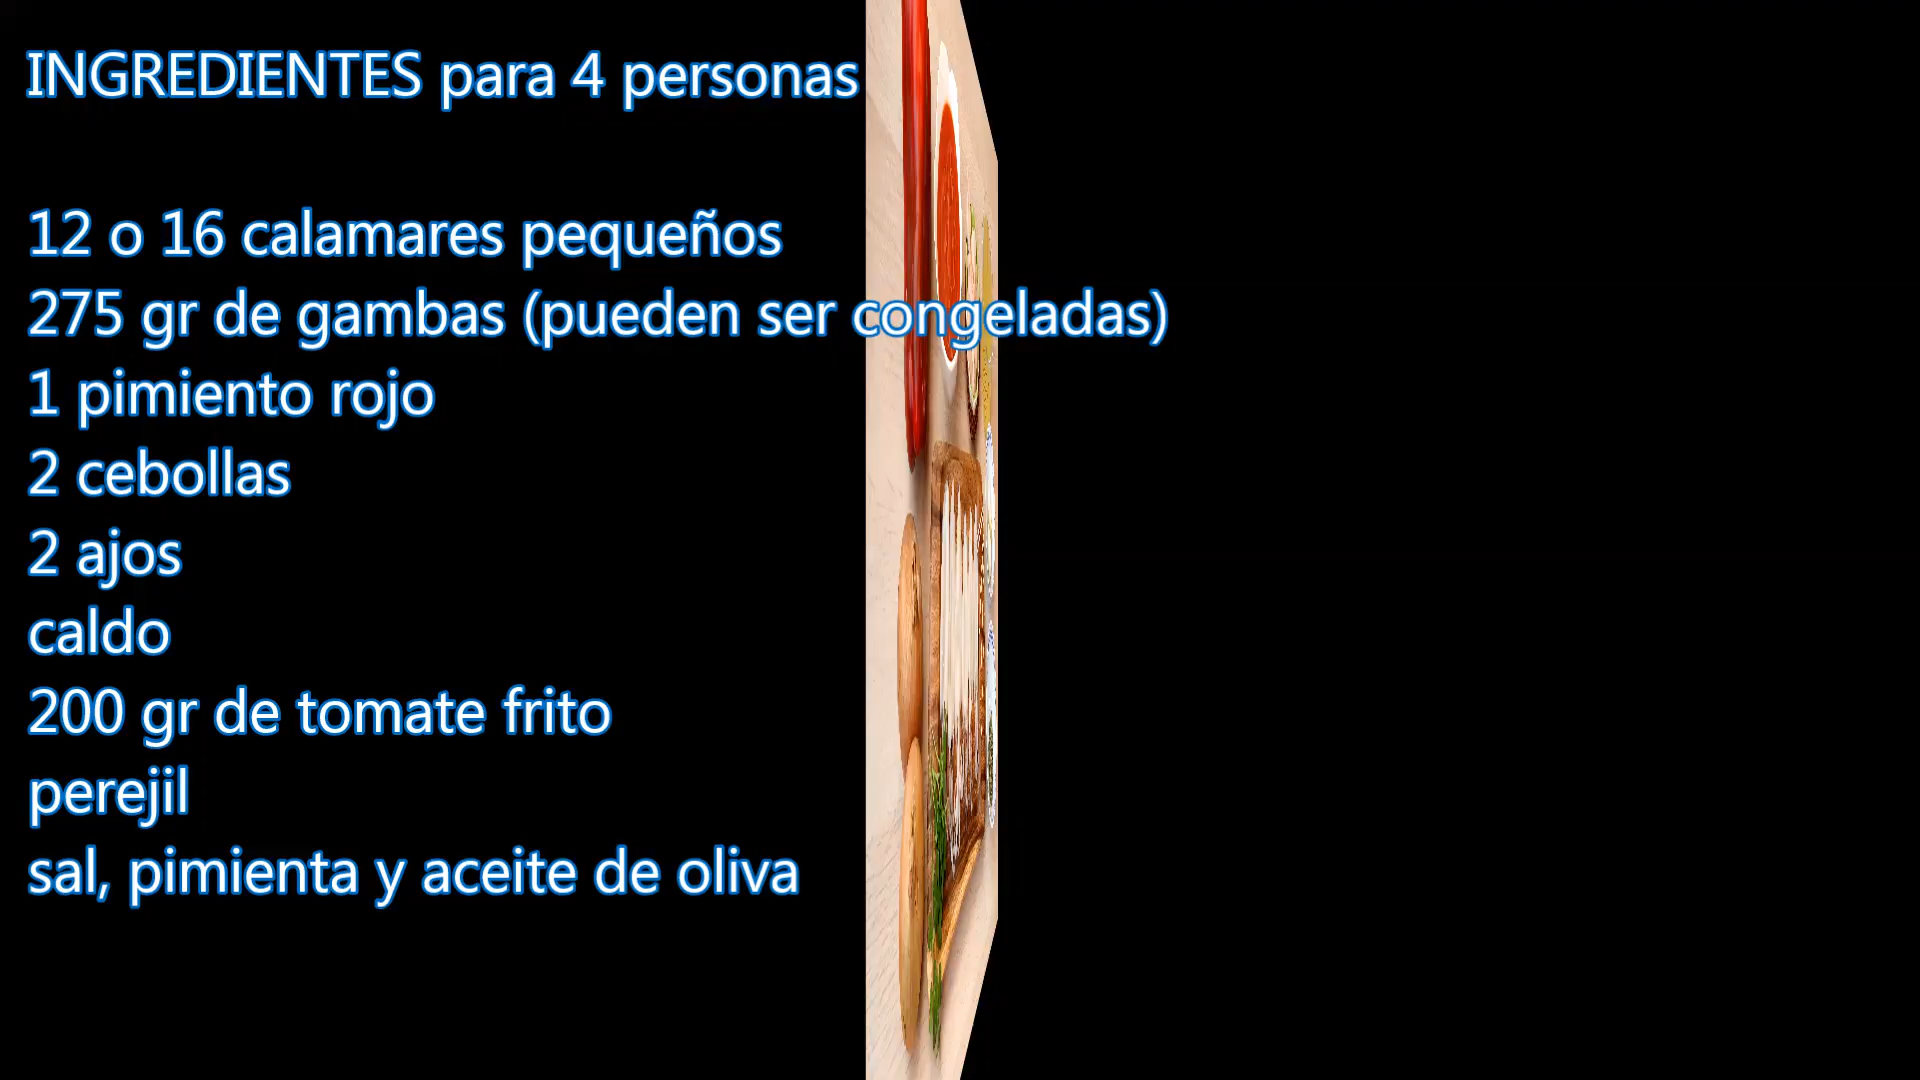 INGREDIENTES para 4 personas
12 o 16 calamares pequeños
275 gr de gambas (pueden ser congeladas)
1 pimiento rojo
2 cebollas
2 ajos
caldo
200 gr de tomate frito
perejil
sal, pimienta y aceite de oliva